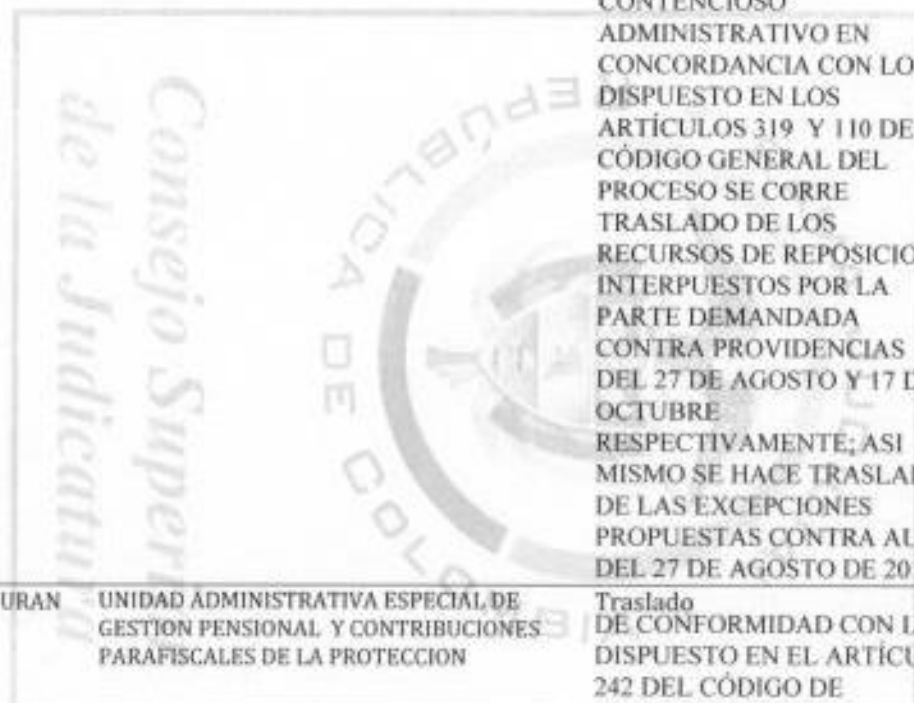 CONTENCIOSO
ADMINISTRATIVO EN
CONCORDANCIA CON LO
DISPUESTO EN LOS
ARTÍCULOS 319 Y 110 DE
CÓDIGO GENERAL DEL
PROCESO SE CORRE
TRASLADO DE LOS
RECURSOS DE REPOSICIO
INTERPUESTOS POR LA
PARTE DEMANDADA
CONTRA PROVIDENCIAS
DEL 27 DE AGOSTO Y 17 D
OCTUBRE
RESPECTIVAMENTE; ASI
MISMO SE HACE TRASLAD
DE LAS EXCEPCIONES
PROPUESTAS CONTRA AU
DEL 27 DE AGOSTO DE 20
Consejo Superi
de la Judicatura
REPÚBLICA DE COLO
URAN UNIDAD ADMINISTRATIVA ESPECIAL DE
GESTION PENSIONAL Y CONTRIBUCIONES
PARAFISCALES DE LA PROTECCION
Traslado
DE CONFORMIDAD CON L
DISPUESTO EN EL ARTÍCU
242 DEL CÓDIGO DE